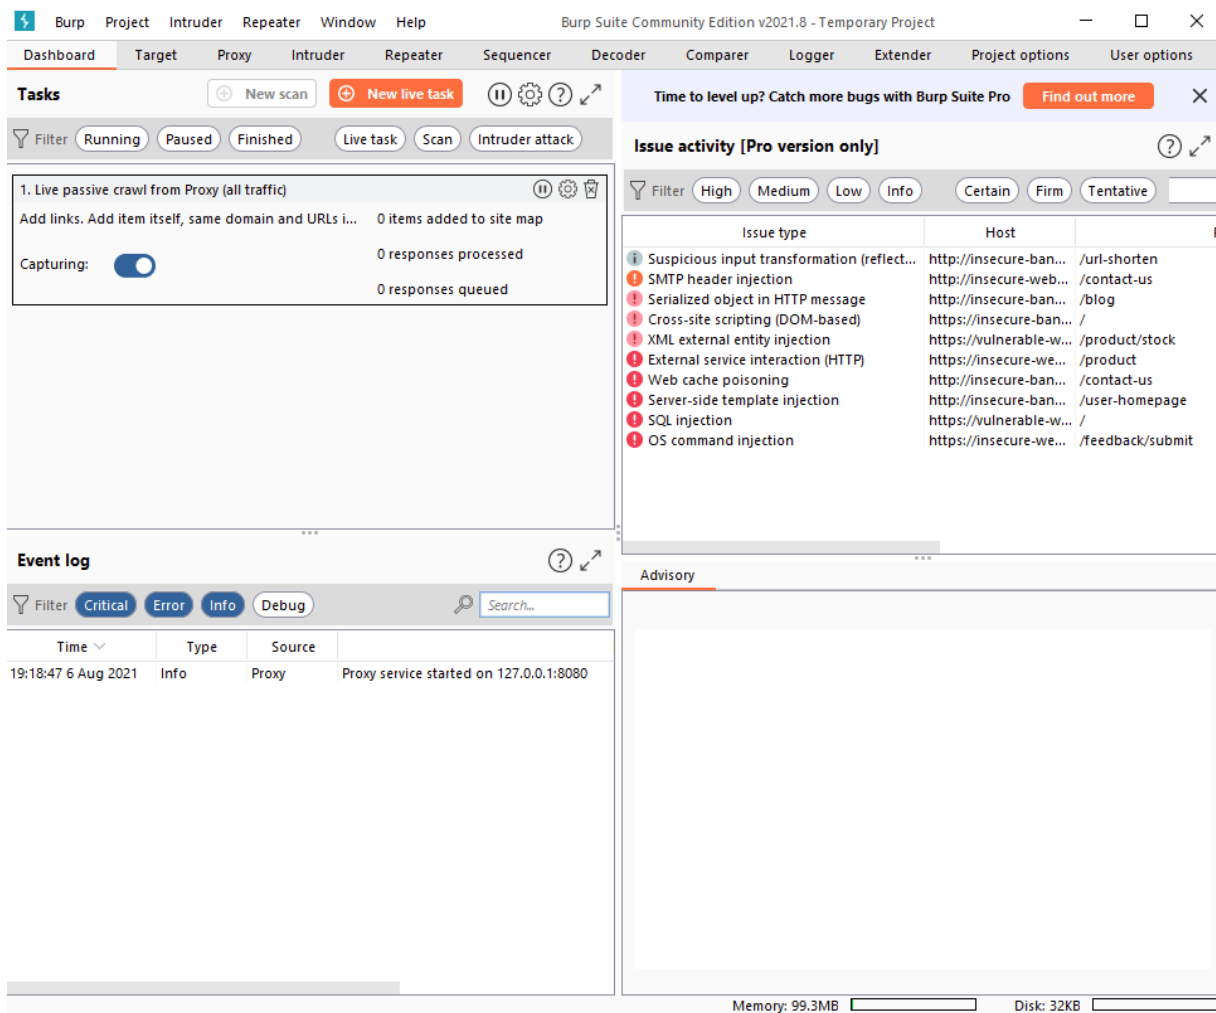 Burp Project Intruder Repeater Window Help Burp Suite Community Edition v2021.8 - Temporary Project
Dashboard Target Proxy Intruder Repeater Sequencer Decoder Comparer Logger Extender Project options User options
Tasks New scan New live task
Filter Running Paused Finished Live task Scan Intruder attack
1. Live passive crawl from Proxy (all traffic)
Add links. Add item itself, same domain and URLs i... 0 items added to site map
0 responses processed
Capturing:
0 responses queued
Event log
Filter Critical Error Info Debug Search...
Time Type Source
19:18:47 6 Aug 2021 Info Proxy Proxy service started on 127.0.0.1:8080
Time to level up? Catch more bugs with Burp Suite Pro Find out more
Issue activity [Pro version only]
Filter High Medium Low Info Certain Firm Tentative
Issue type Host
Suspicious input transformation (reflect... http://insecure-ban... /url-shorten
SMTP header injection http://insecure-web... /contact-us
Serialized object in HTTP message http://insecure-ban... /blog
Cross-site scripting (DOM-based) https://insecure-ban... /
XML external entity injection https://vulnerable-w... /product/stock
External service interaction (HTTP) https://insecure-we... /product
Web cache poisoning http://insecure-ban... /contact-us
Server-side template injection http://insecure-ban... /user-homepage
SQL injection https://vulnerable-w... /
OS command injection https://insecure-we... /feedback/submit
Advisory
Memory: 99.3MB Disk: 32KB